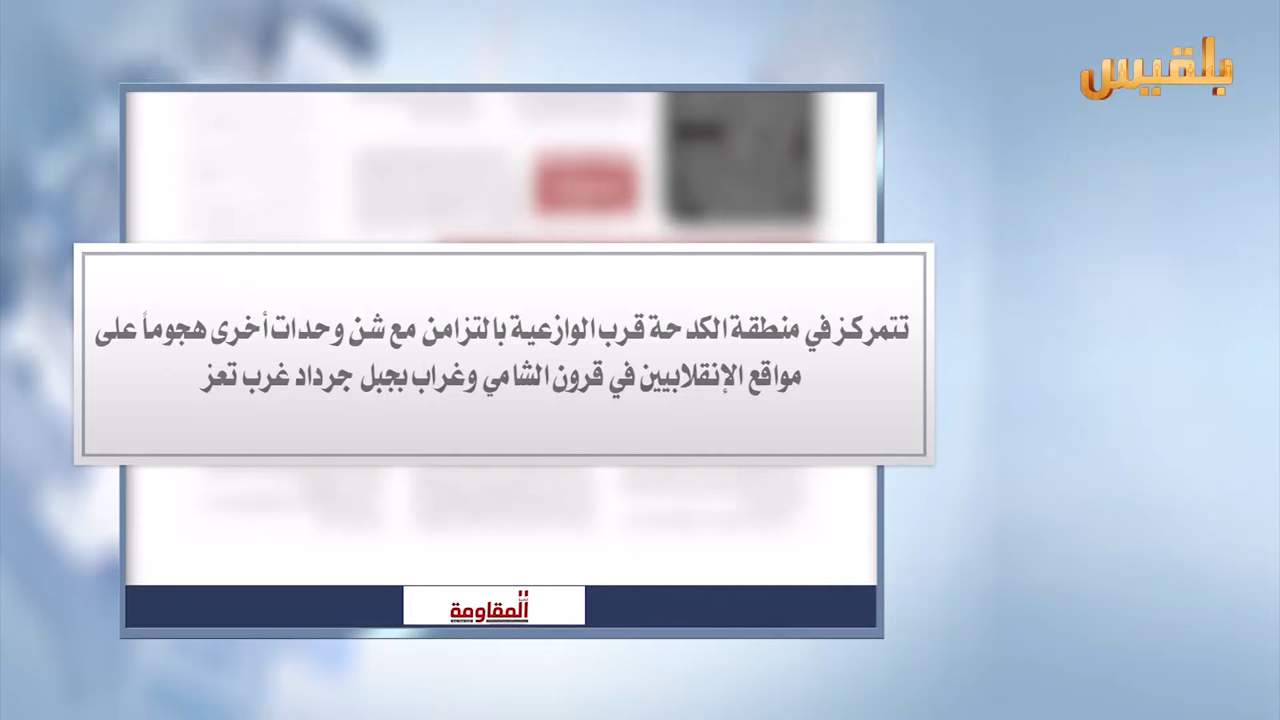 بلقيس
تتمركز في منطقة الكدحة قرب الوازعية بالتزامن مع شن وحدات أخرى هجوماً على
مواقع الإنقلابيين في قرون الشامي وغراب بجبل جرداد غرب تعز
المقاومة